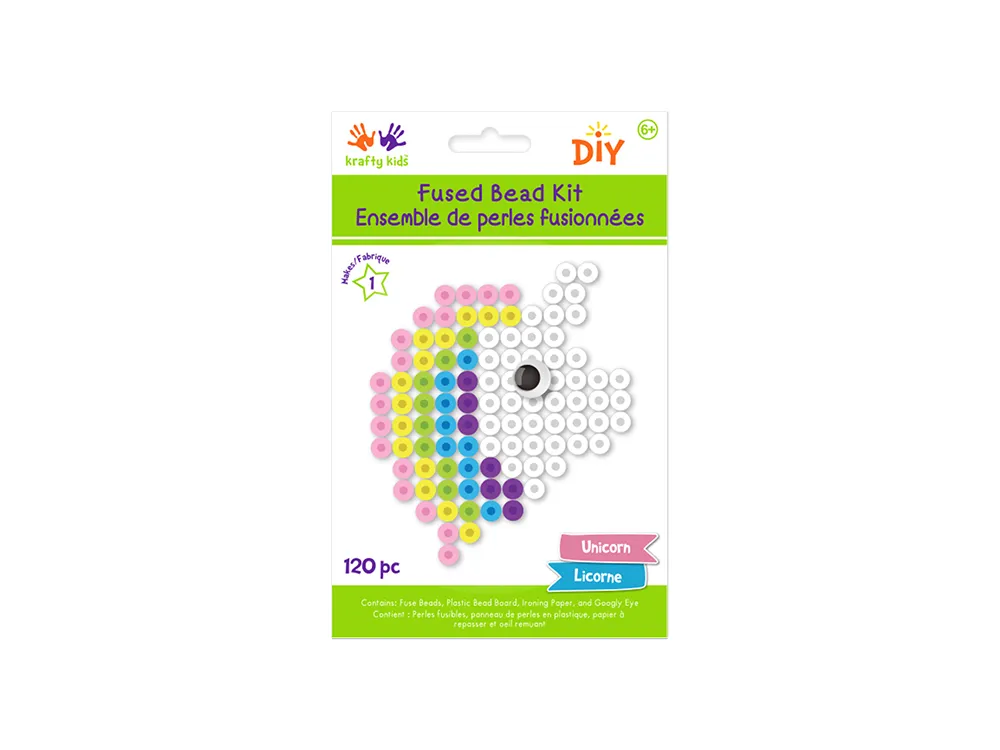 krafty kids™
DiY
6+
Fused Bead Kit
Ensemble de perles fusionnées
Makes/Fabrique
1
120 pc
Unicorn
Licorne
Contains: Fuse Beads, Plastic Bead Board, Ironing Paper, and Googly Eye
Contient : Perles fusibles, panneau de perles en plastique, papier à
repasser et oeil remuant